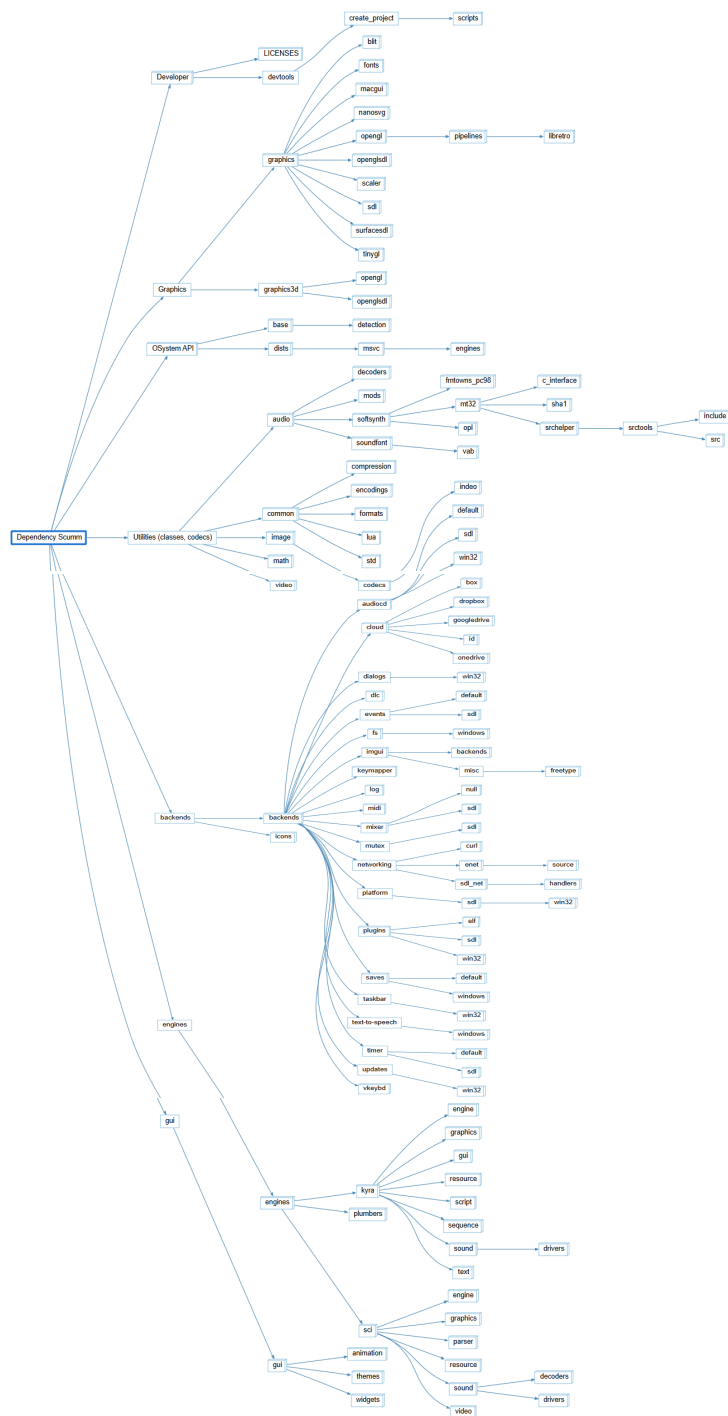 create_project
scripts
blit
LICENSES
fonts
Developer
devtools
macgui
nanosvg
opengl
pipelines
libretro
graphics
openglsdl
scaler
sdl
surfacesdl
tinygl
opengl
Graphics
graphics3d
openglsdl
base
detection
OSystem API
dists
msvc
engines
decoders
fmtowns_pc98
c_interface
mods
mt32
sha1
include
audio
softsynth
opl
srchelper
srctools
soundfont
vab
src
compression
indeo
encodings
default
common
formats
sdl
Dependency Scumm
Utilities (classes, codecs)
image
lua
win32
math
std
video
codecs
box
audiocd
dropbox
googledrive
cloud
id
onedrive
dialogs
win32
dlc
default
events
sdl
fs
windows
imgui
backends
keymapper
misc
freetype
log
null
midi
sdl
backends
backends
mixer
sdl
icons
mutex
curl
networking
enet
source
sdl_net
handlers
platform
sdl
win32
elf
plugins
sdl
win32
saves
default
taskbar
windows
win32
engines
text-to-speech
windows
timer
default
updates
sdl
vkeybd
win32
engine
gui
graphics
gui
resource
kyra
script
engines
plumbers
sequence
sound
drivers
text
engine
graphics
sci
parser
animation
resource
gui
themes
decoders
sound
widgets
drivers
video